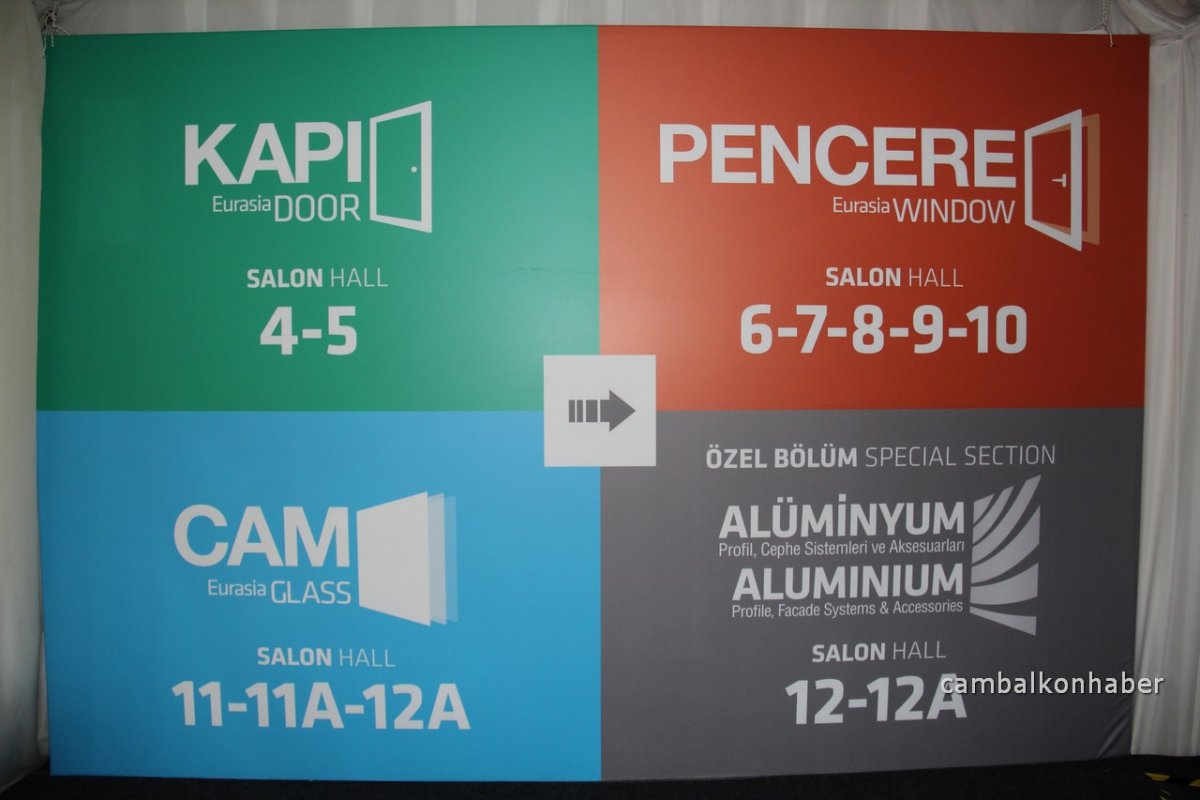 KAPI
Eurasia DOOR
SALON HALL
4-5
PENCERE
Eurasia WINDOW
SALON HALL
6-7-8-9-10
CAM
Eurasia GLASS
SALON HALL
11-11A-12A
ÖZEL BÖLÜM SPECIAL SECTION
ALÜMİNYUM
Profil, Cephe Sistemleri ve Aksesuarları
ALUMINIUM
Profile, Facade Systems & Accessories
SALON HALL
12-12A
cambalkonhaber